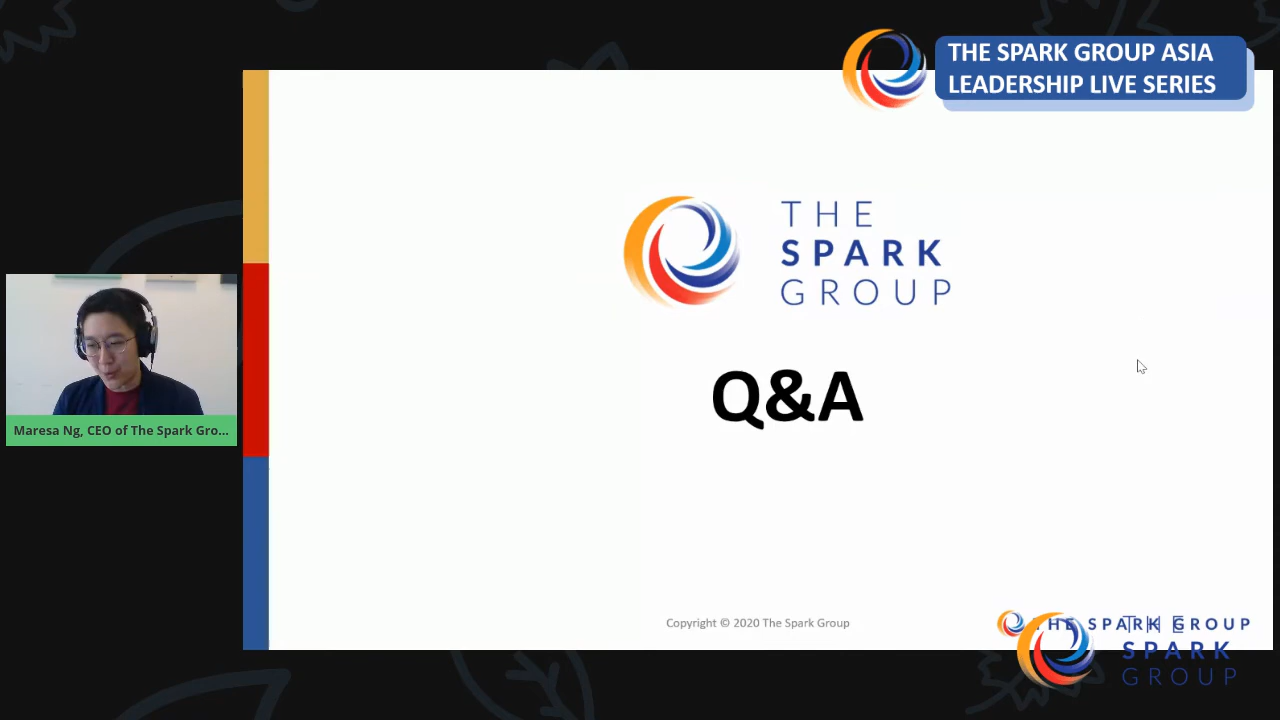 THE SPARK GROUP ASIA
LEADERSHIP LIVE SERIES
THE
SPARK
GROUP
Q&A
Maresa Ng, CEO of The Spark Gro...
Copyright © 2020 The Spark Group
THE SPARK GROUP
THE
SPARK
GROUP